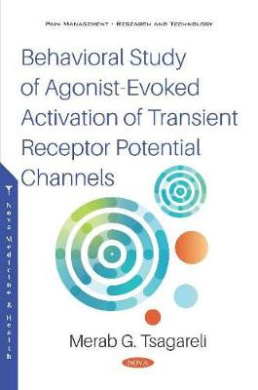 Pain Management • Research and Technology
Behavioral Study
of Agonist-Evoked
Activation of Transient
Receptor Potential
Channels
Nova Medicine & Health
Merab G. Tsagareli
NOVA